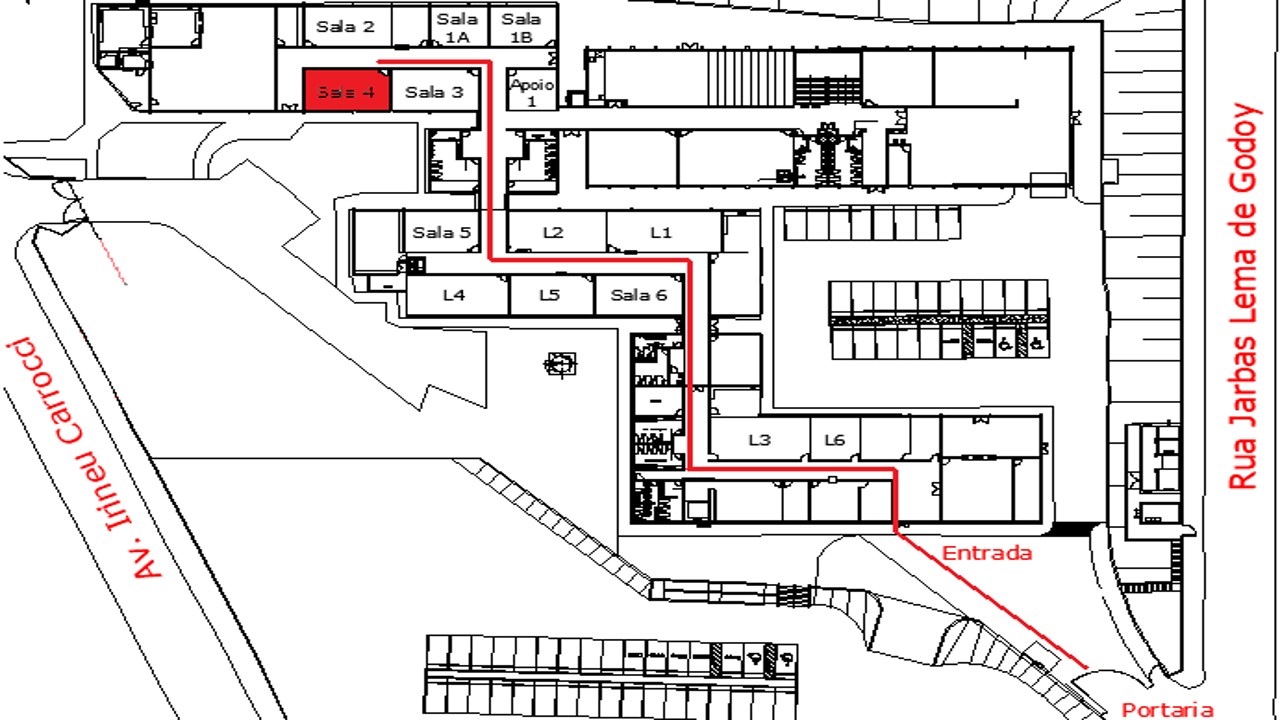 Sala 2
Sala
1A
Sala
1B
Sala 4
Sala 3
Apoio
1
Sala 5
L2
L1
L4
L5
Sala 6
L3
L6
Entrada
Portaria
Av. Irineu Carrocci
Rua Jarbas Lema de Godoy